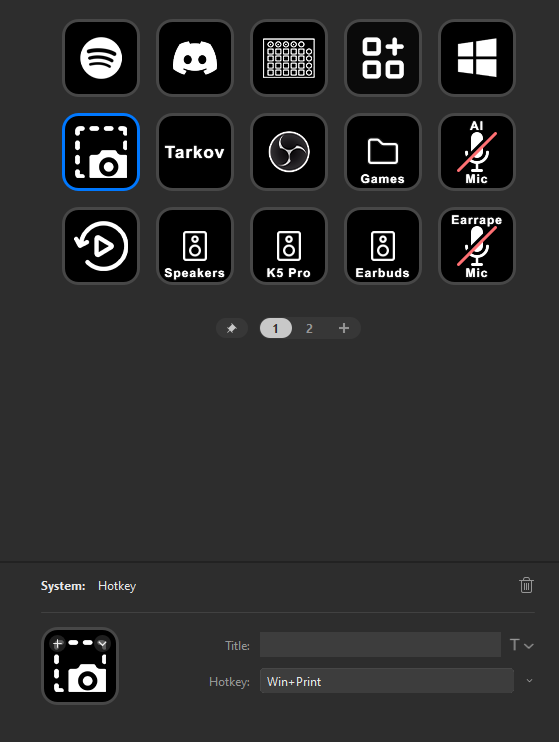 Tarkov
Games
AI
Mic
Speakers
K5 Pro
Earbuds
Earrape
Mic
1
2
+
System: Hotkey
Title:
T
Hotkey: Win+Print